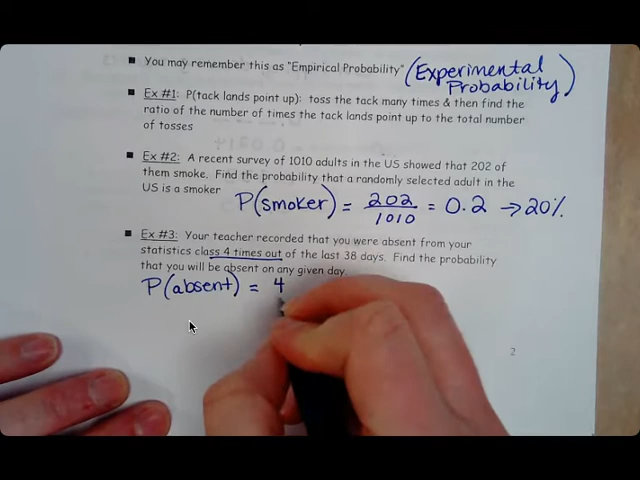 ▪ You may remember this as "Empirical Probability" (Experimental
Probability)
▪ Ex #1: P(tack lands point up): toss the tack many times & then find the
ratio of the number of times the tack lands point up to the total number
of tosses
▪ Ex #2: A recent survey of 1010 adults in the US showed that 202 of
them smoke. Find the probability that a randomly selected adult in the
US is a smoker
P(smoker) = 202/1010 = 0.2 → 20%
▪ Ex #3: Your teacher recorded that you were absent from your
statistics class 4 times out of the last 38 days. Find the probability
that you will be absent on any given day.
P(absent) = 4
2